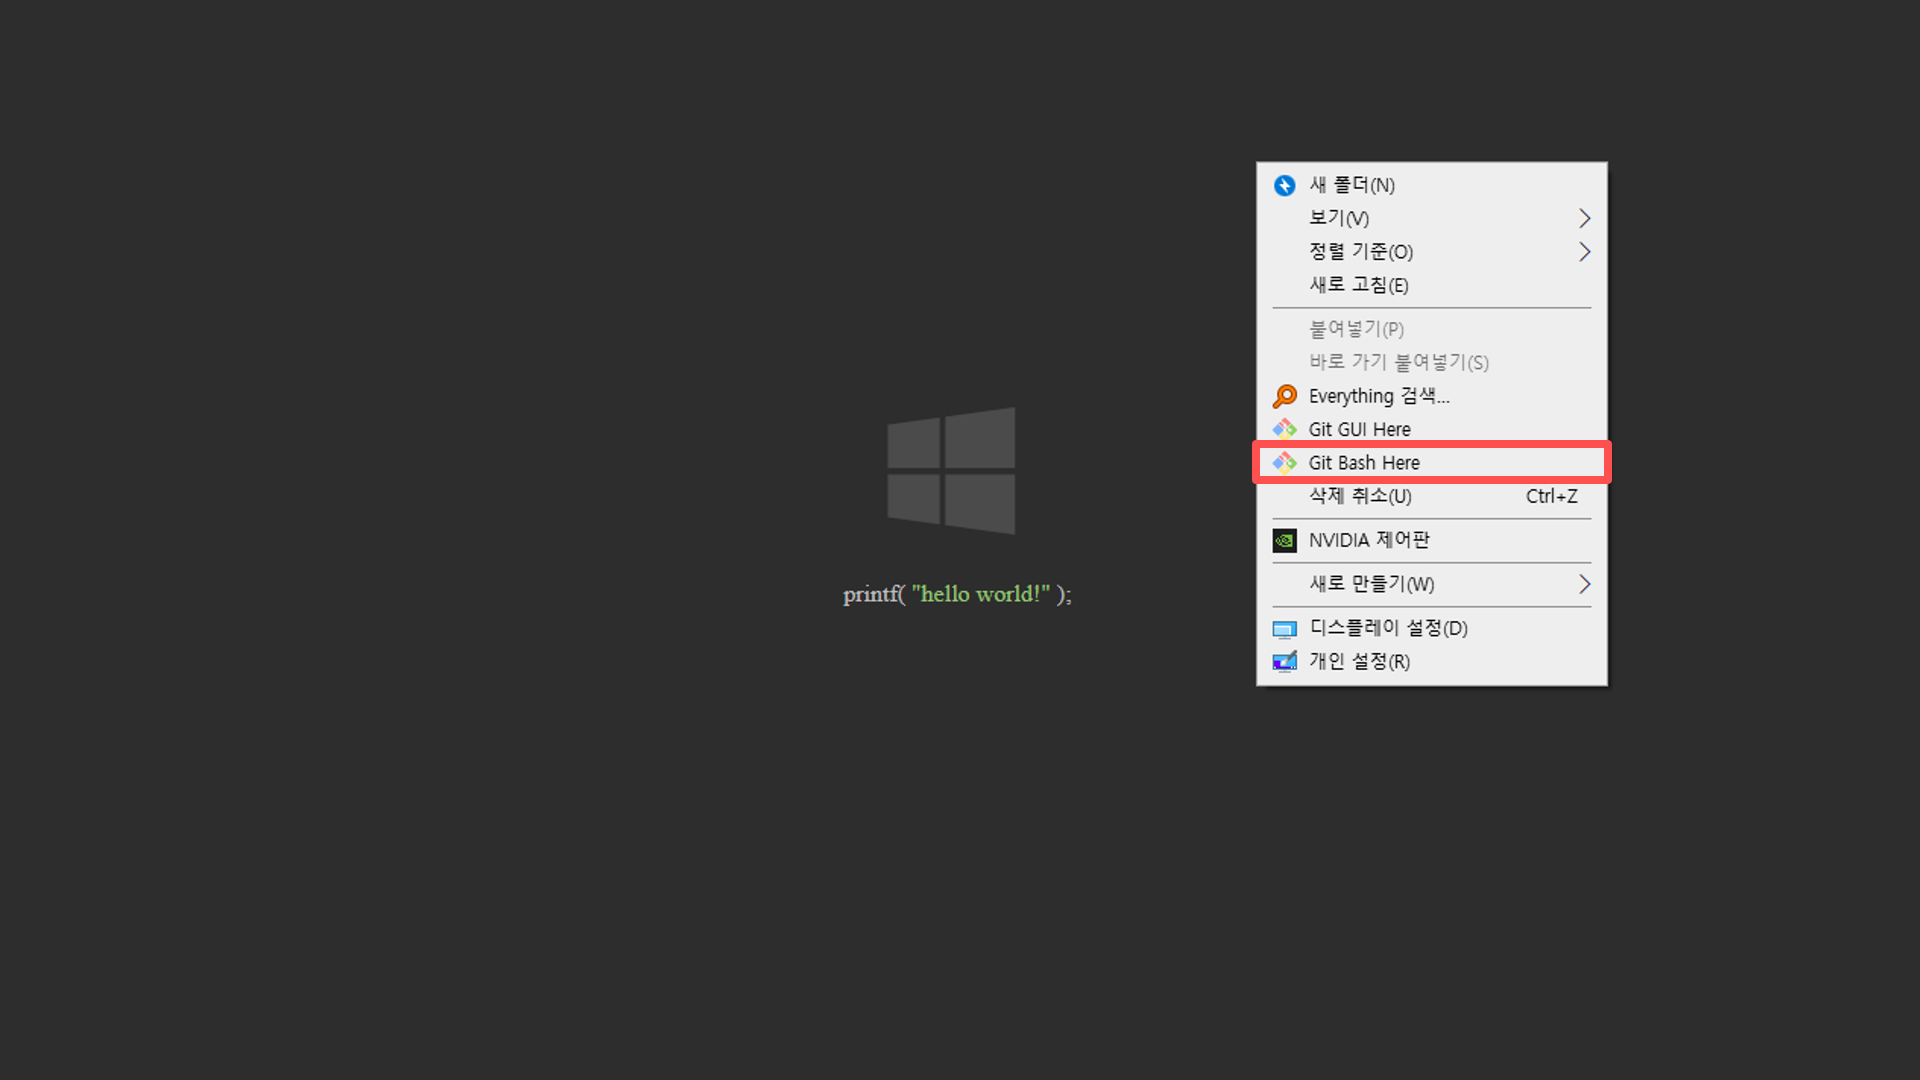 새 폴더(N)
보기(V)
정렬 기준(O)
새로 고침(E)
붙여넣기(P)
바로 가기 붙여넣기(S)
Everything 검색...
Git GUI Here
Git Bash Here
삭제 취소(U) Ctrl+Z
NVIDIA 제어판
새로 만들기(W)
디스플레이 설정(D)
개인 설정(R)
printf( "hello world!" );